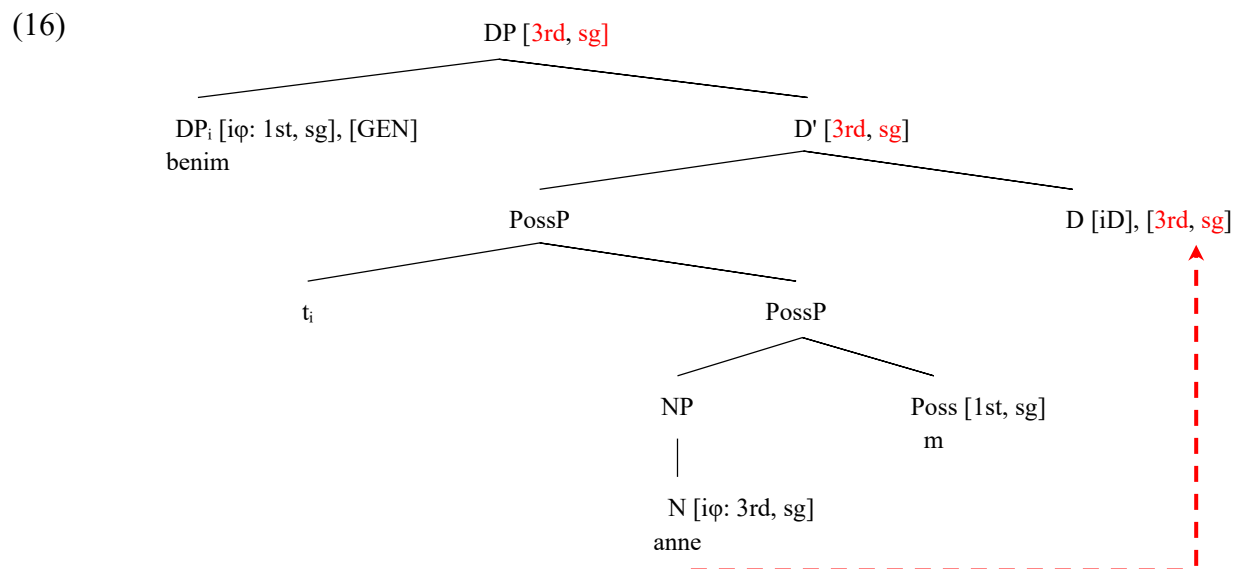 (16)
DP [3rd, sg]
DPᵢ [iφ: 1st, sg], [GEN] D' [3rd, sg]
benim
PossP D [iD], [3rd, sg]
tᵢ PossP
NP Poss [1st, sg]
m
N [iφ: 3rd, sg]
anne